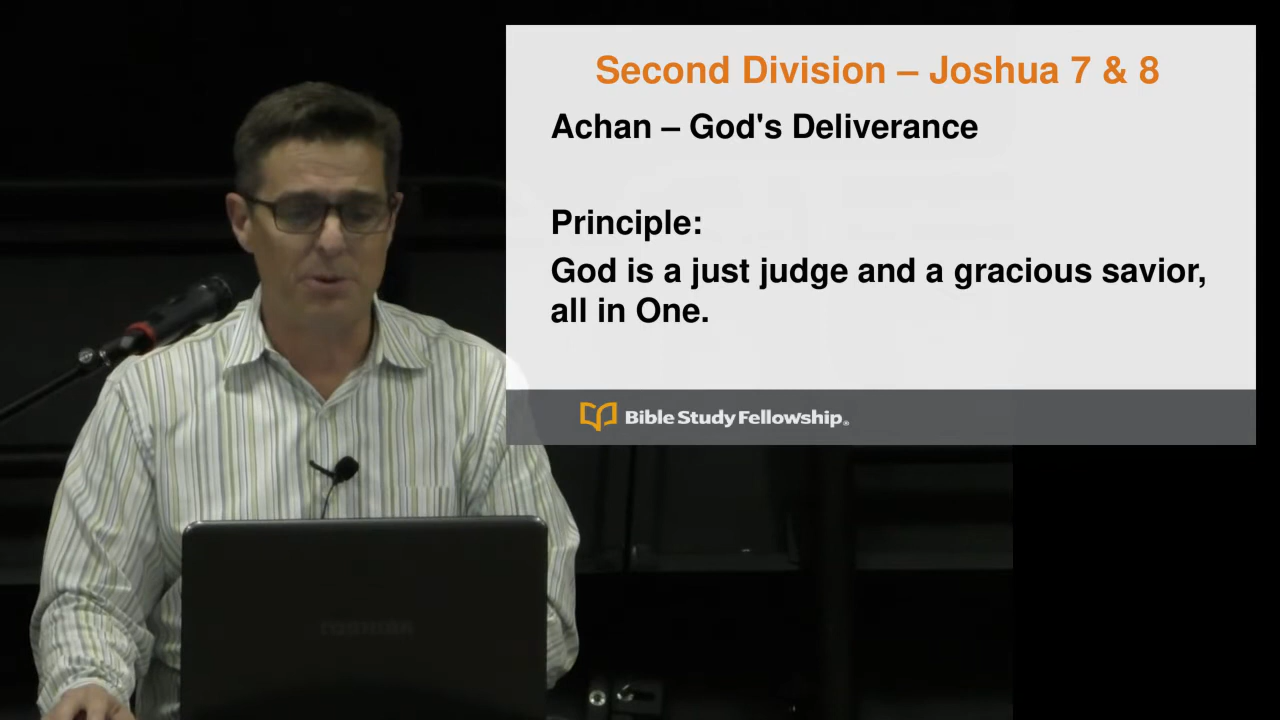 Second Division – Joshua 7 & 8
Achan – God's Deliverance
Principle:
God is a just judge and a gracious savior,
all in One.
Bible Study Fellowship®
TOSHIBA